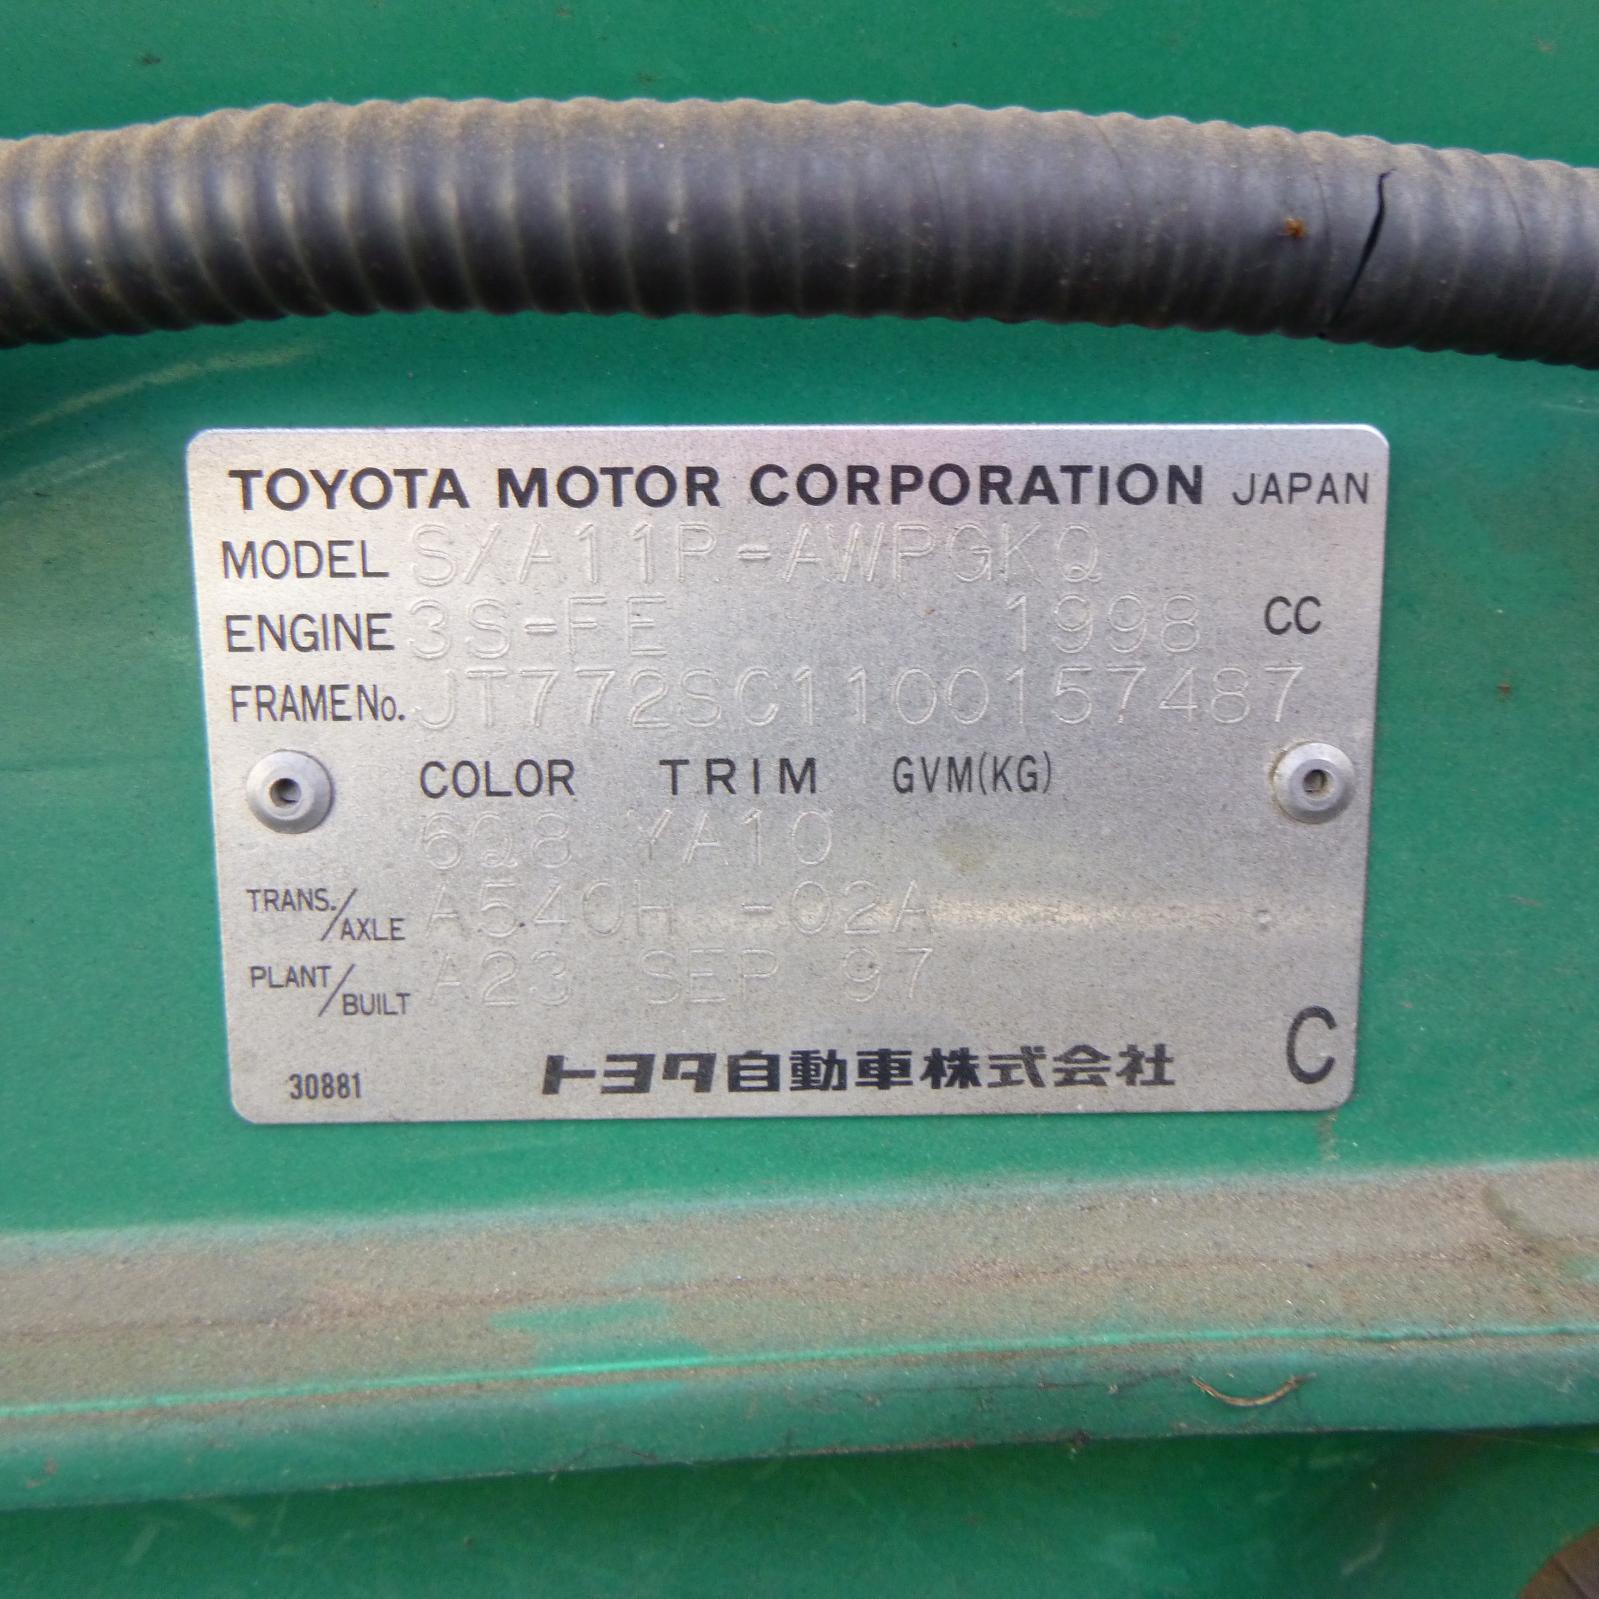 TOYOTA MOTOR CORPORATION JAPAN
MODEL SXA11R-AWPGKQ
ENGINE 3S-FE 1998 CC
FRAME No. JT772SC1100157487
COLOR TRIM GVM(KG)
6Q8 YA10
TRANS./AXLE A540H -02A
PLANT/BUILT A23 SEP 97
トヨタ自動車株式会社 C
30881